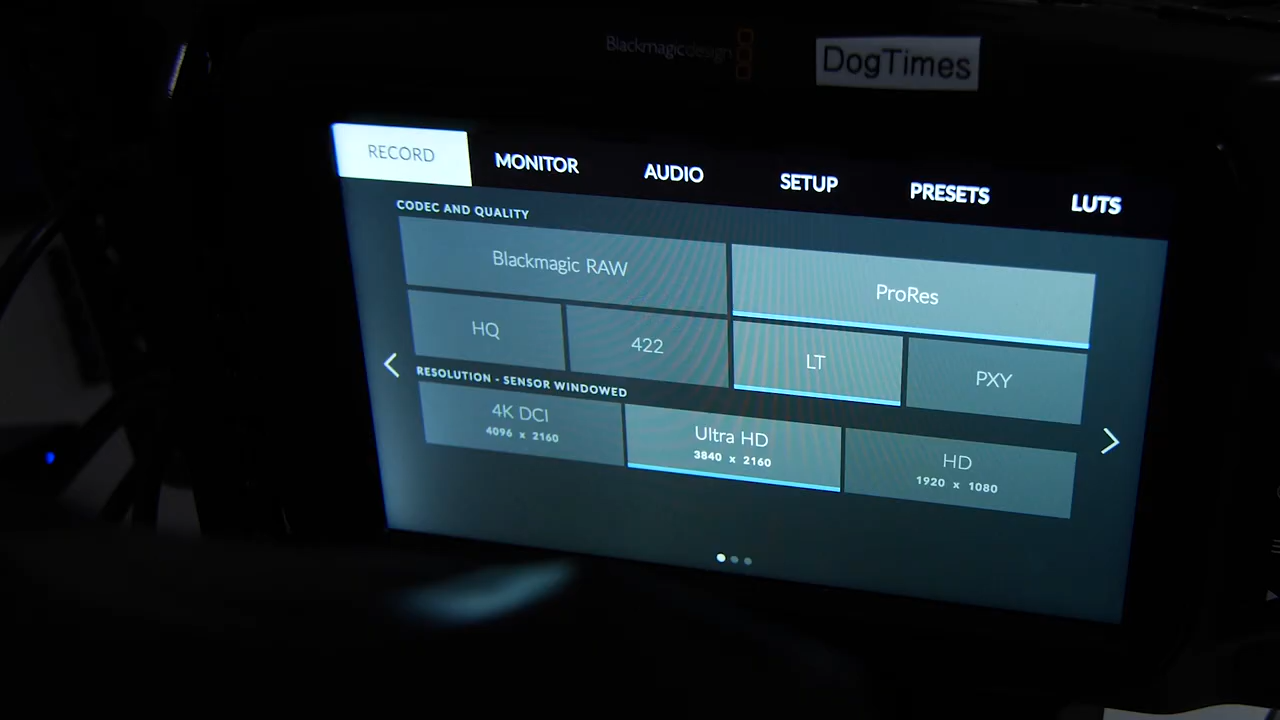 Blackmagicdesign
DogTimes
RECORD MONITOR AUDIO SETUP PRESETS LUTS
CODEC AND QUALITY
Blackmagic RAW ProRes
HQ 422 LT PXY
RESOLUTION - SENSOR WINDOWED
4K DCI Ultra HD HD
4096 x 2160 3840 x 2160 1920 x 1080